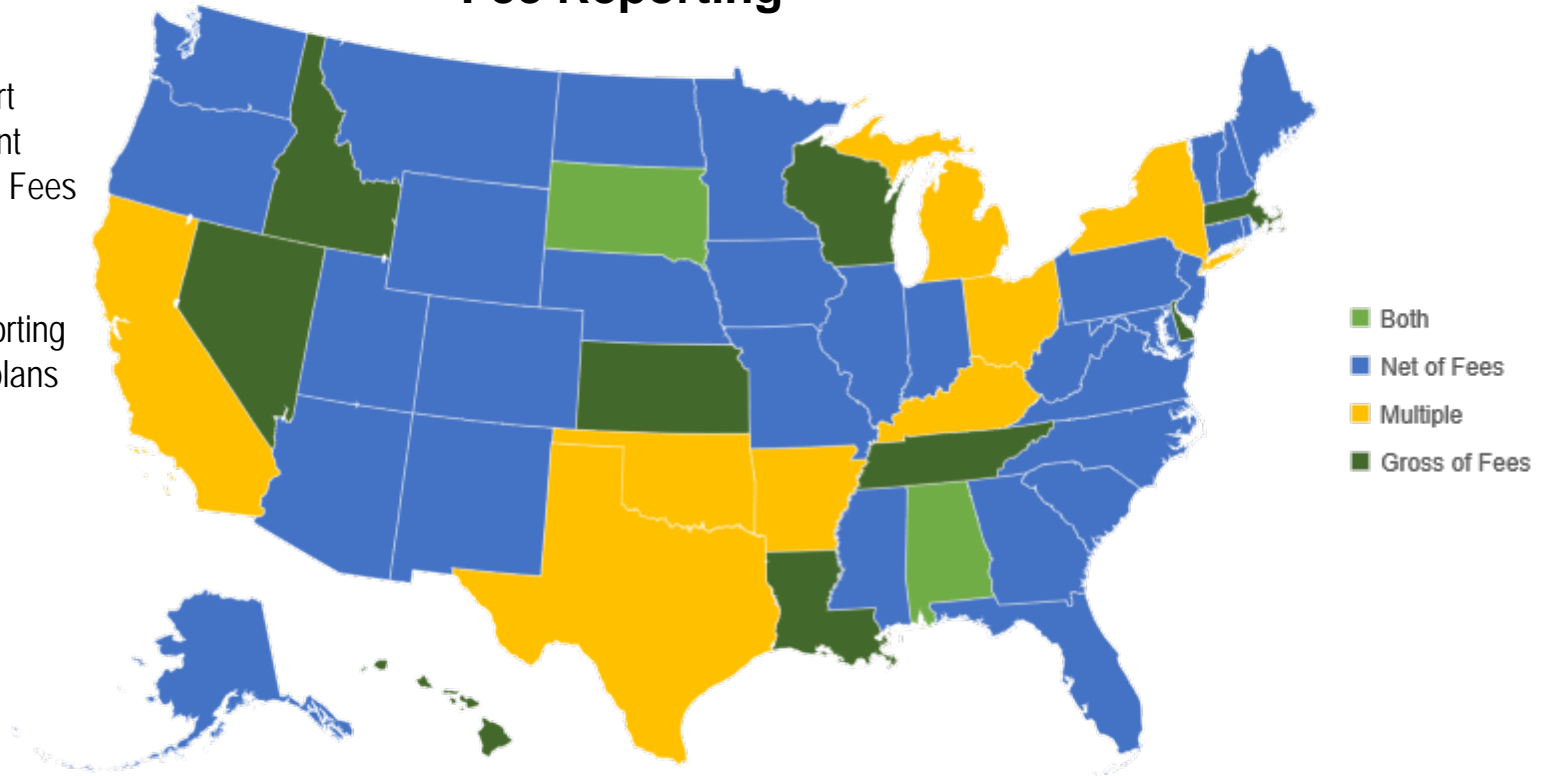 Fee Reporting
rt
nt
Fees
orting
plans
Both
Net of Fees
Multiple
Gross of Fees